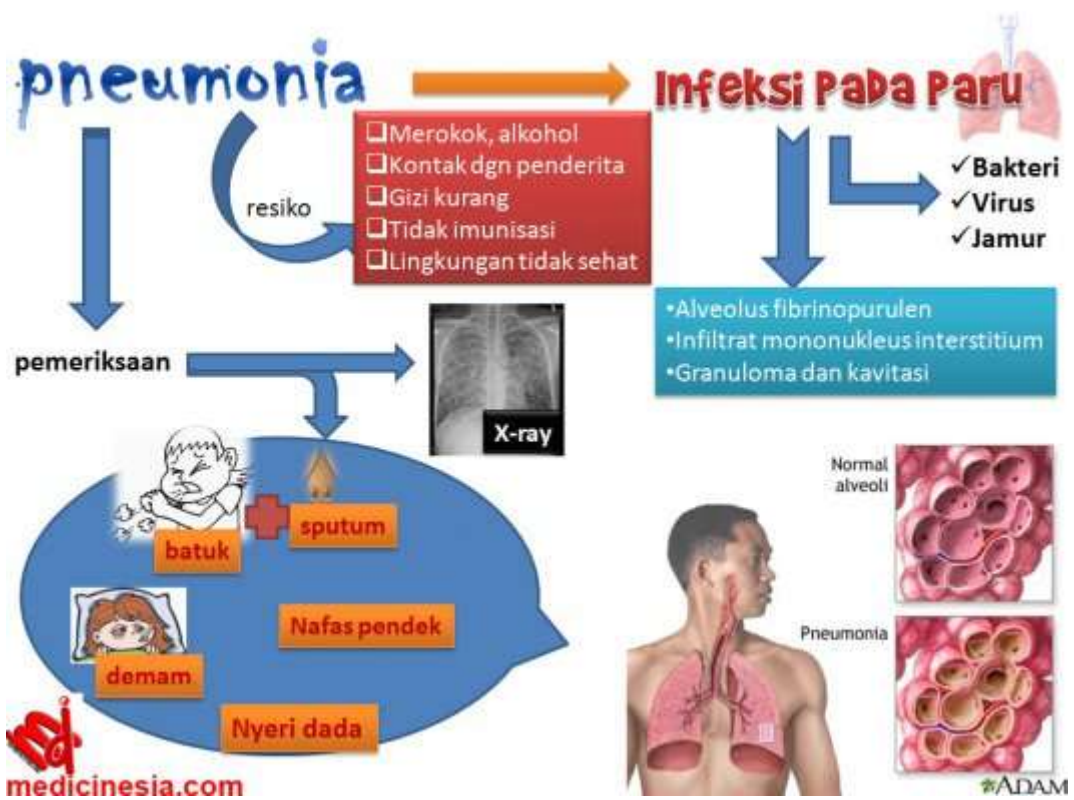 pneumonia
Infeksi Pada Paru
resiko
Merokok, alkohol
Kontak dgn penderita
Gizi kurang
Tidak imunisasi
Lingkungan tidak sehat
Bakteri
Virus
Jamur
•Alveolus fibrinopurulen
•Infiltrat mononukleus interstitium
•Granuloma dan kavitasi
pemeriksaan
X-ray
batuk
sputum
Nafas pendek
demam
Nyeri dada
Normal
alveoli
Pneumonia
medicinesia.com
ADAM